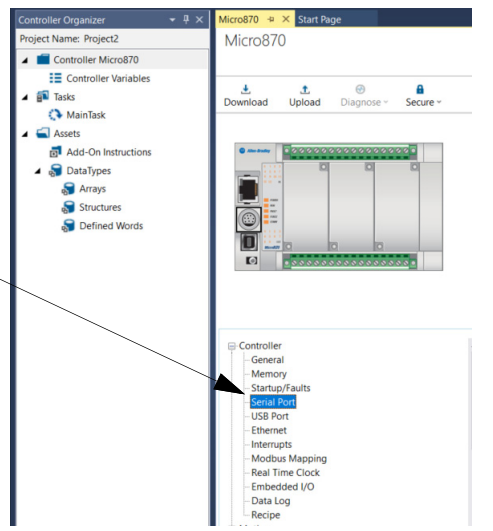 Controller Organizer
Project Name: Project2
Controller Micro870
Controller Variables
Tasks
MainTask
Assets
Add-On Instructions
DataTypes
Arrays
Structures
Defined Words
Micro870
Start Page
Micro870
Download
Upload
Diagnose
Secure
Allen-Bradley
Controller
General
Memory
Startup/Faults
Serial Port
USB Port
Ethernet
Interrupts
Modbus Mapping
Real Time Clock
Embedded I/O
Data Log
Recipe